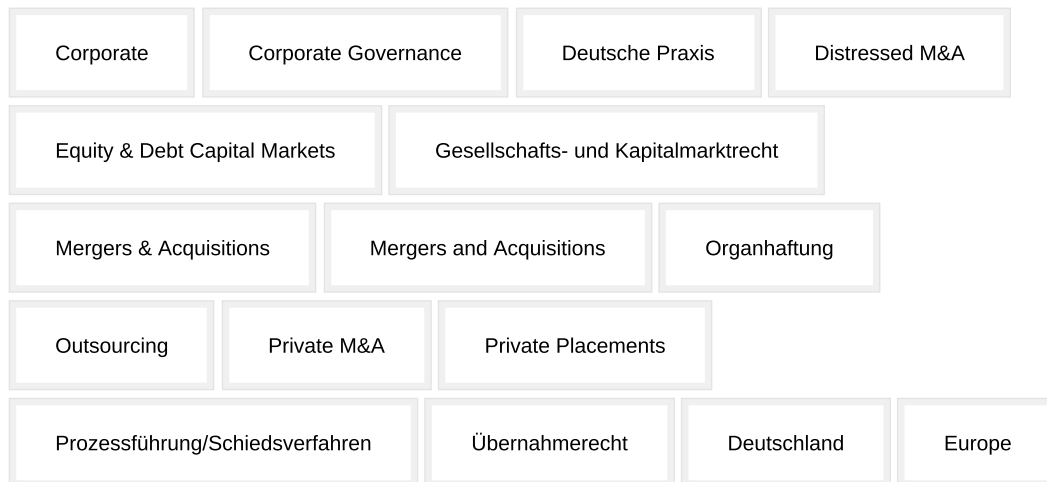 Corporate Corporate Governance Deutsche Praxis Distressed M&A
Equity & Debt Capital Markets Gesellschafts- und Kapitalmarktrecht
Mergers & Acquisitions Mergers and Acquisitions Organhaftung
Outsourcing Private M&A Private Placements
Prozessführung/Schiedsverfahren Übernahmerecht Deutschland Europe